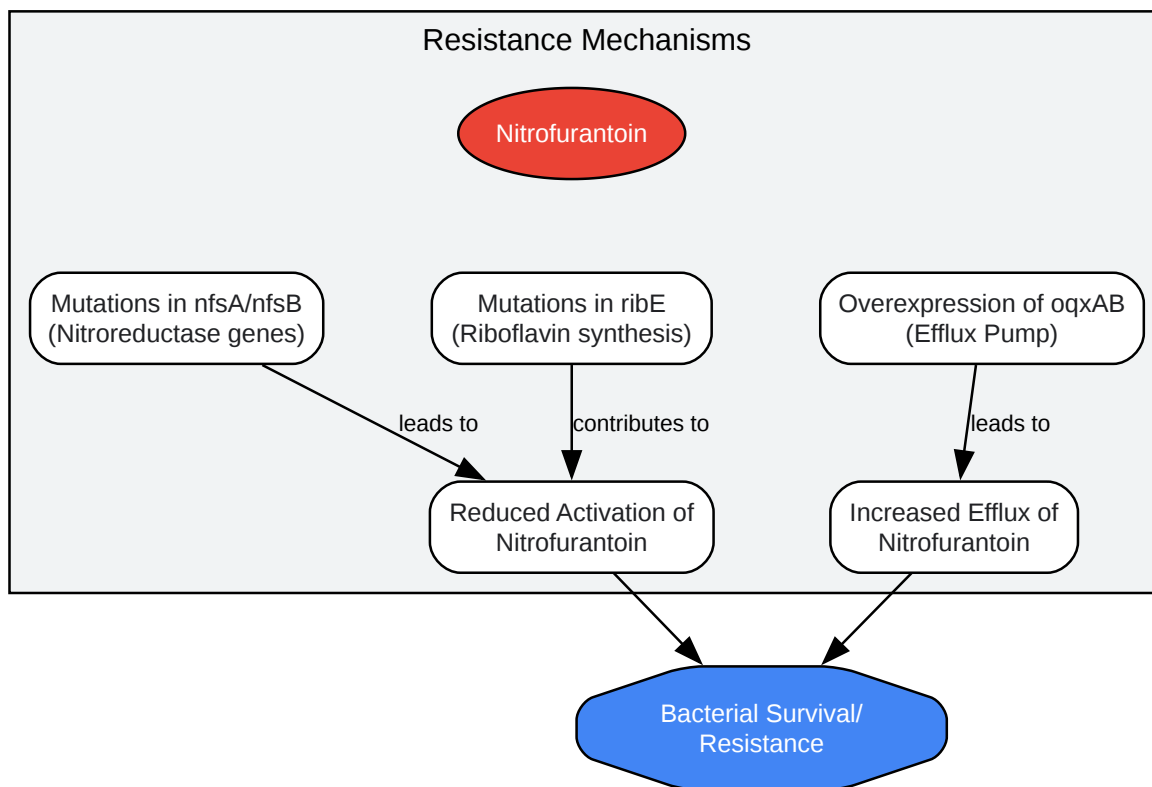 Resistance Mechanisms
Nitrofurantoin
Mutations in nfsA/nfsB
(Nitroreductase genes)
Mutations in ribE
(Riboflavin synthesis)
Overexpression of oqxAB
(Efflux Pump)
leads to
contributes to
leads to
Reduced Activation of
Nitrofurantoin
Increased Efflux of
Nitrofurantoin
Bacterial Survival/
Resistance